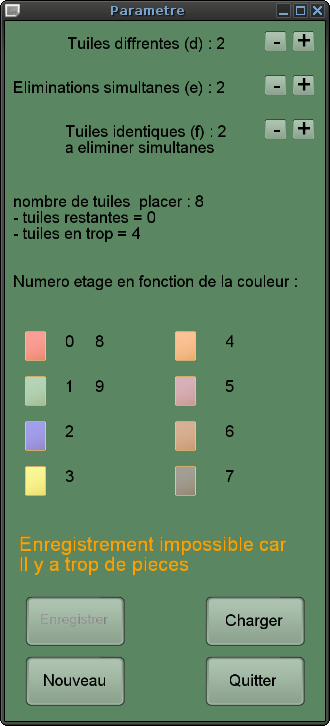 Parametre
Tuiles diffrentes (d) : 2
- +
Eliminations simultanes (e) : 2
- +
Tuiles identiques (f) : 2
- +
a eliminer simultanes
nombre de tuiles placer : 8
- tuiles restantes = 0
- tuiles en trop = 4
Numero etage en fonction de la couleur :
0 8 4
1 9 5
2 6
3 7
Enregistrement impossible car
Il y a trop de pieces
Enregistrer Charger
Nouveau Quitter